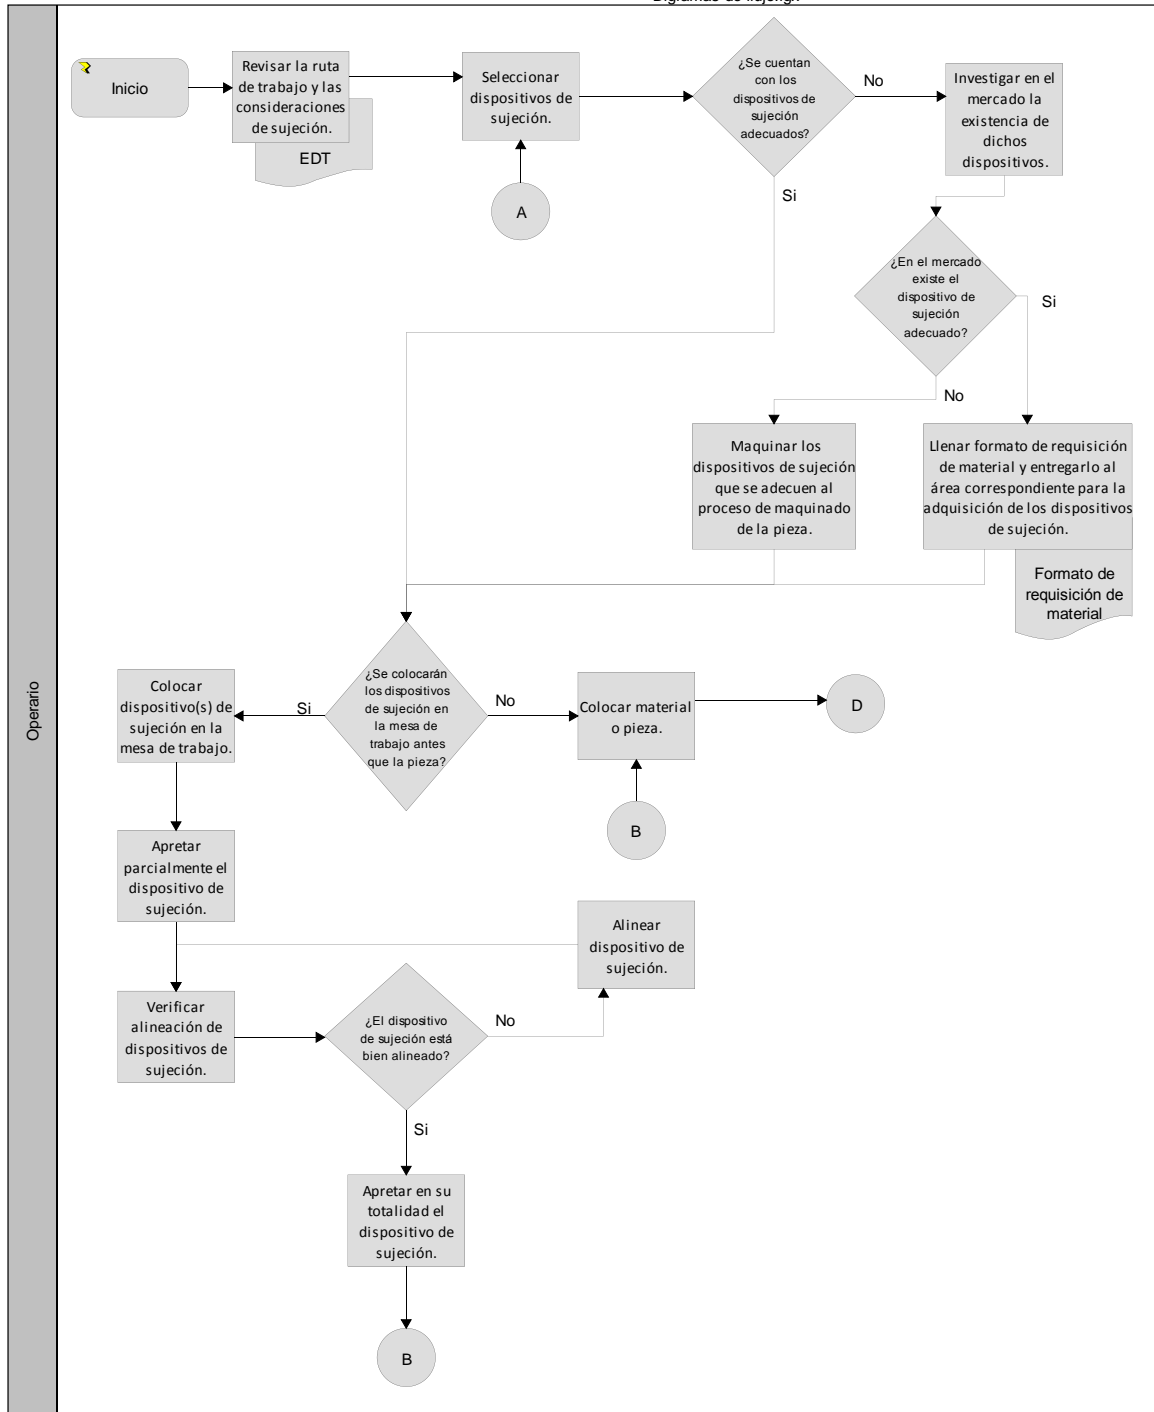 Inicio
Revisar la ruta
de trabajo y las
consideraciones
de sujeción.
EDT
Seleccionar
dispositivos de
sujeción.
A
¿Se cuentan
con los
dispositivos de
sujeción
adecuados?
No
Si
Investigar en el
mercado la
existencia de
dichos
dispositivos.
¿En el mercado
existe el
dispositivo de
sujeción
adecuado?
Si
No
Maquinar los
dispositivos de sujeción
que se adecuen al
proceso de maquinado
de la pieza.
Llenar formato de requisición
de material y entregarlo al
área correspondiente para la
adquisición de los dispositivos
de sujeción.
Formato de
requisición de
material
Operario
¿Se colocarán
los dispositivos
de sujeción en
la mesa de
trabajo antes
que la pieza?
Si
No
Colocar
dispositivo(s) de
sujeción en la
mesa de trabajo.
Colocar material
o pieza.
D
B
Apretar
parcialmente el
dispositivo de
sujeción.
Alinear
dispositivo de
sujeción.
Verificar
alineación de
dispositivos de
sujeción.
¿El dispositivo
de sujeción está
bien alineado?
No
Si
Apretar en su
totalidad el
dispositivo de
sujeción.
B